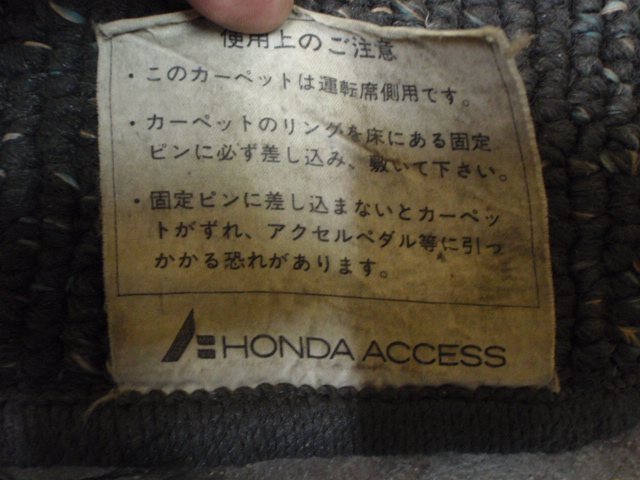 使用上のご注意
・このカーペットは運転席側用です。
・カーペットのリングを床にある固定
ピンに必ず差し込み、敷いて下さい。
・固定ピンに差し込まないとカーペッ
トがずれ、アクセルペダル等に引っ
かかる恐れがあります。
HONDA ACCESS